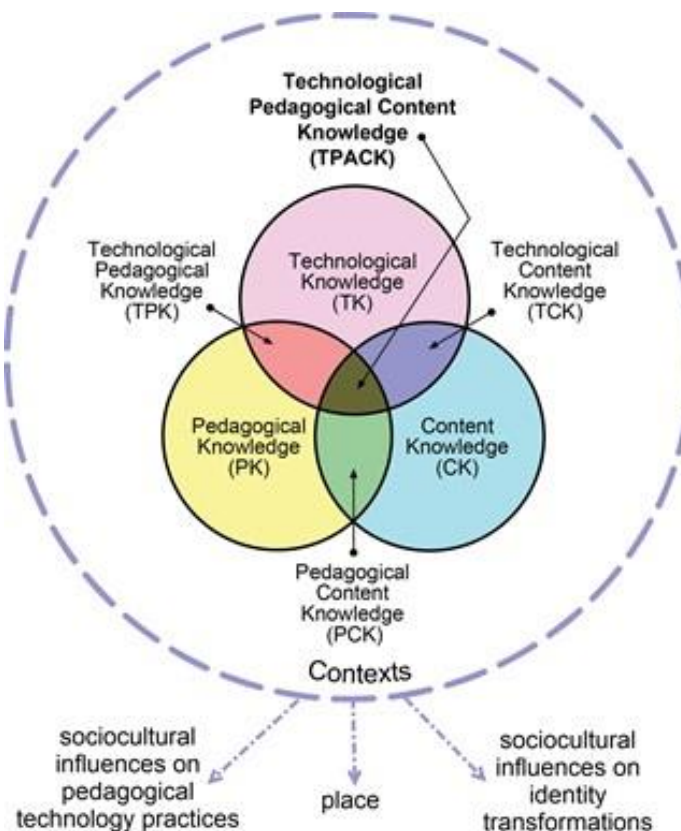 Technological
Pedagogical Content
Knowledge
(TPACK)
Technological
Pedagogical
Knowledge
(TPK)
Technological
Knowledge
(TK)
Technological
Content
Knowledge
(TCK)
Pedagogical
Knowledge
(PK)
Content
Knowledge
(CK)
Pedagogical
Content
Knowledge
(PCK)
Contexts
sociocultural
influences on
pedagogical
technology practices
place
sociocultural
influences on
identity
transformations